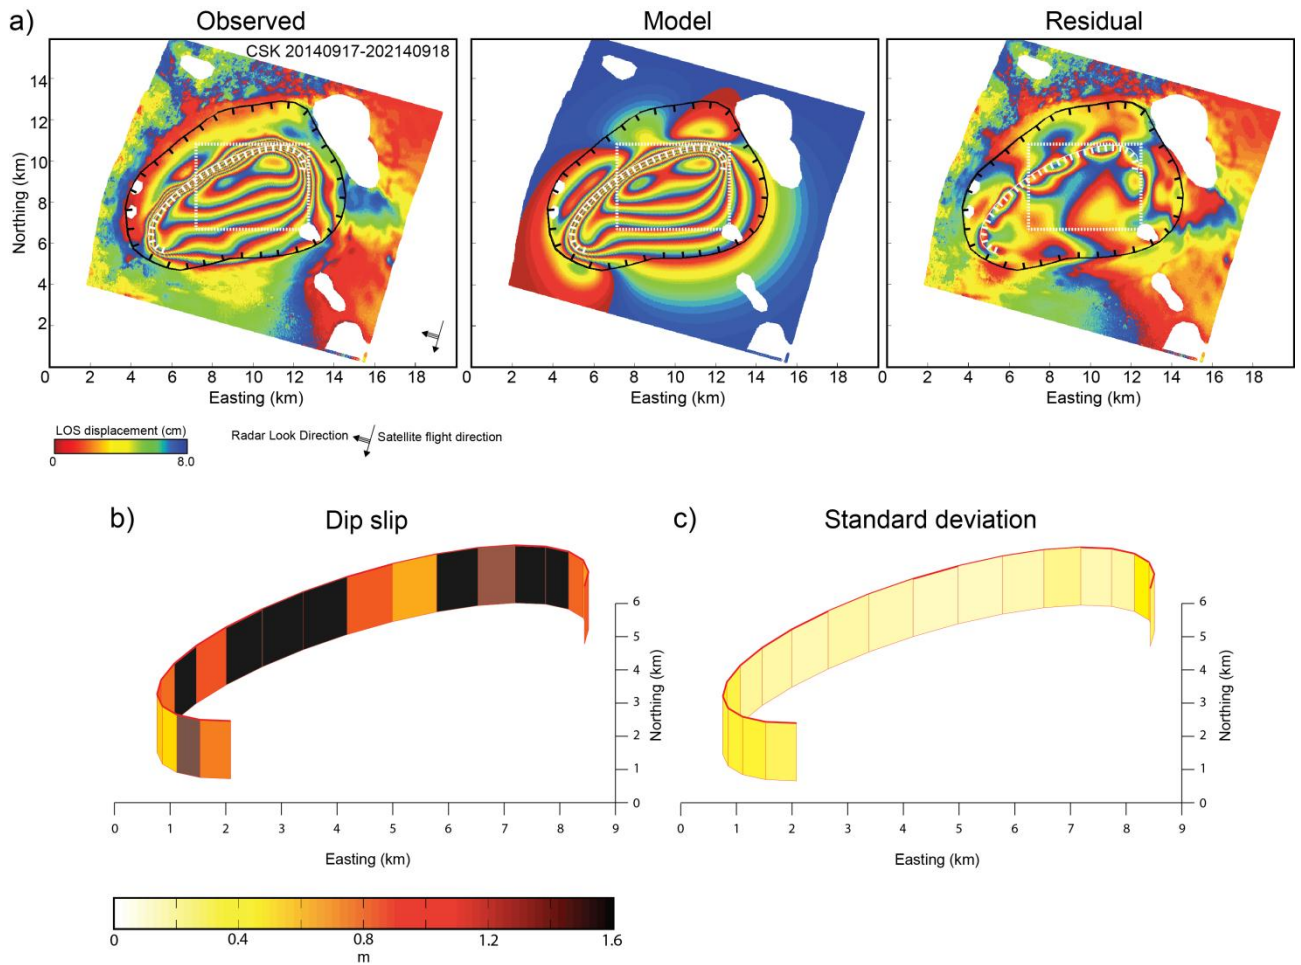 a)
Observed
Model
Residual
CSK 20140917-202140918
Northing (km)
14
12
10
8
6
4
2
0 2 4 6 8 10 12 14 16 18
0 2 4 6 8 10 12 14 16 18
0 2 4 6 8 10 12 14 16 18
Easting (km)
Easting (km)
Easting (km)
LOS displacement (cm)
0 8.0
Radar Look Direction
Satellite flight direction
b)
Dip slip
6
5
4
3
2
1
0
Northing (km)
0 1 2 3 4 5 6 7 8 9
Easting (km)
c)
Standard deviation
6
5
4
3
2
1
0
Northing (km)
0 1 2 3 4 5 6 7 8 9
Easting (km)
0 0.4 0.8 1.2 1.6
m